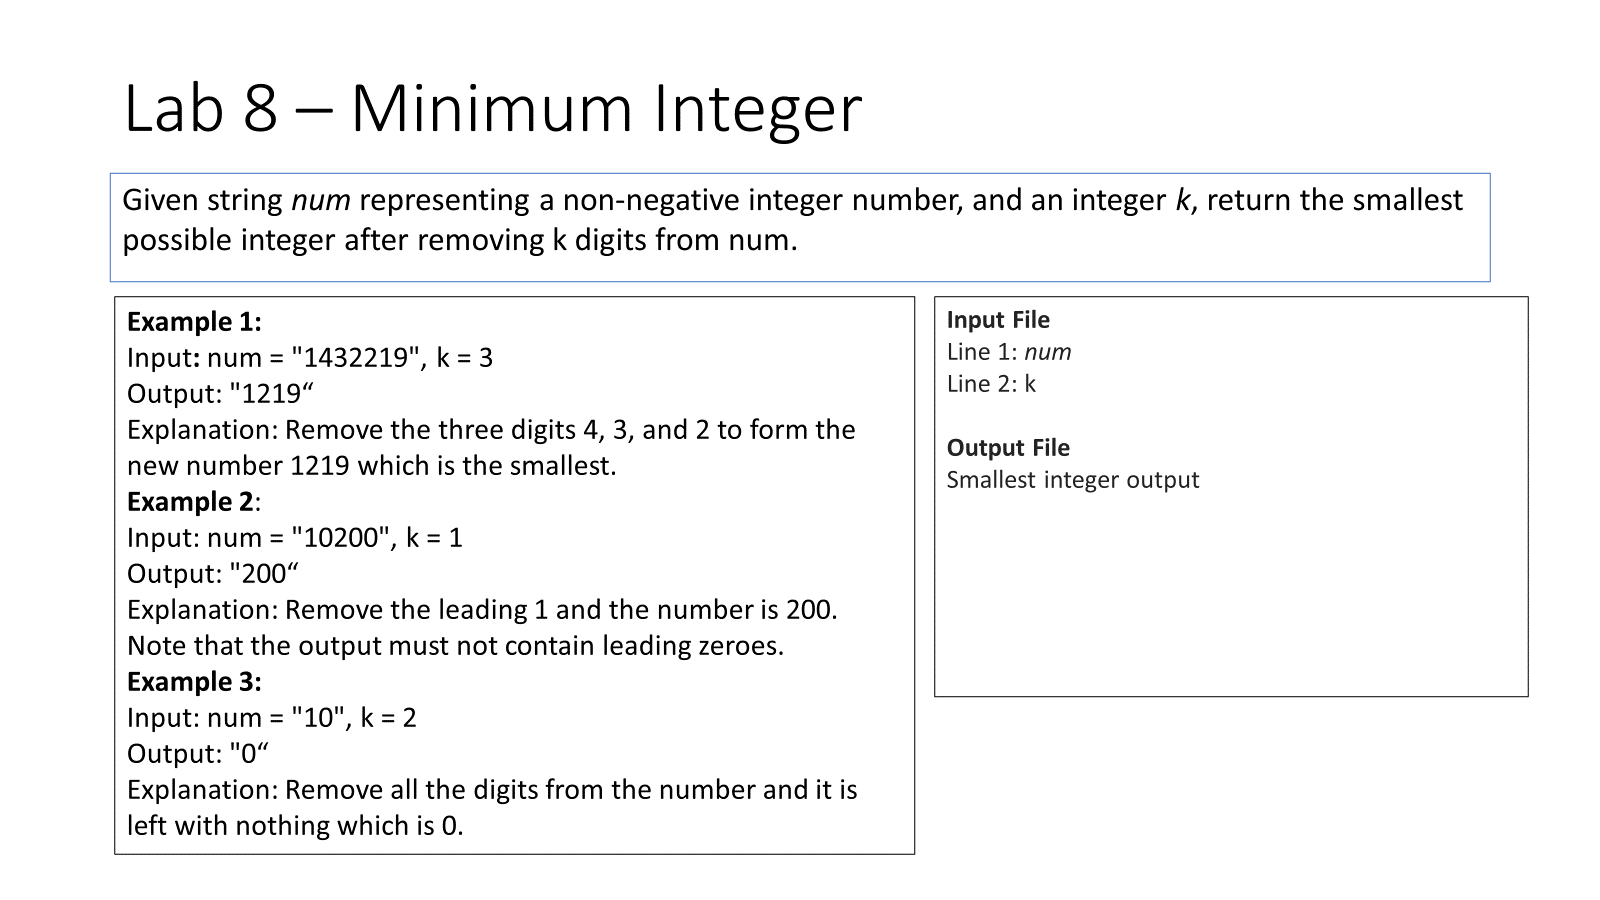 Lab 8 – Minimum Integer
Given string num representing a non-negative integer number, and an integer k, return the smallest
possible integer after removing k digits from num.
Example 1:
Input: num = "1432219", k = 3
Output: "1219“
Explanation: Remove the three digits 4, 3, and 2 to form the
new number 1219 which is the smallest.
Example 2:
Input: num = "10200", k = 1
Output: "200“
Explanation: Remove the leading 1 and the number is 200.
Note that the output must not contain leading zeroes.
Example 3:
Input: num = "10", k = 2
Output: "0“
Explanation: Remove all the digits from the number and it is
left with nothing which is 0.
Input File
Line 1: num
Line 2: k
Output File
Smallest integer output